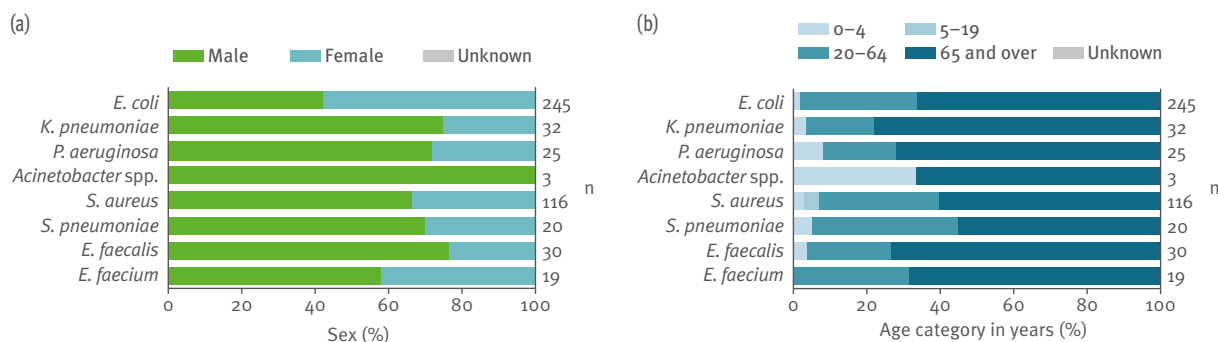 (a)
Male Female Unknown
E. coli 245
K. pneumoniae 32
P. aeruginosa 25
Acinetobacter spp. 3
n
S. aureus 116
S. pneumoniae 20
E. faecalis 30
E. faecium 19
0 20 40 60 80 100
Sex (%)
(b)
0–4 5–19
20–64 65 and over Unknown
E. coli 245
K. pneumoniae 32
P. aeruginosa 25
Acinetobacter spp. 3
n
S. aureus 116
S. pneumoniae 20
E. faecalis 30
E. faecium 19
0 20 40 60 80 100
Age category in years (%)